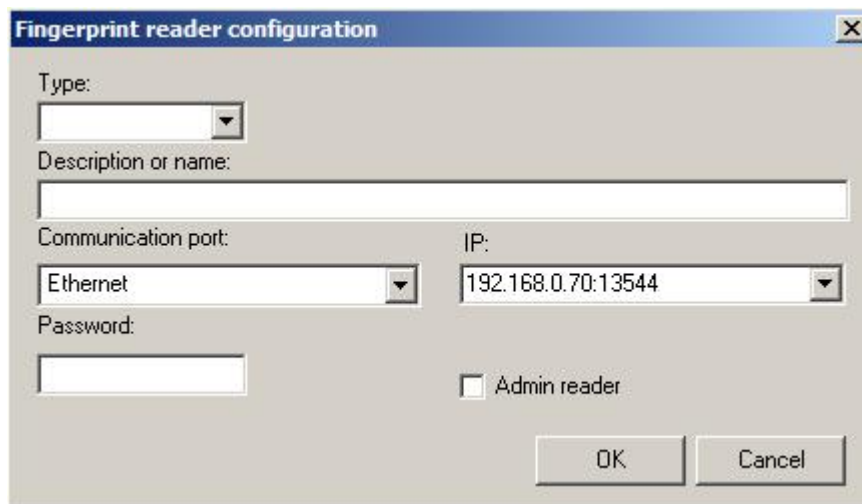 Fingerprint reader configuration
Type:
Description or name:
Communication port:
IP:
Ethernet
192.168.0.70:13544
Password:
Admin reader
OK
Cancel